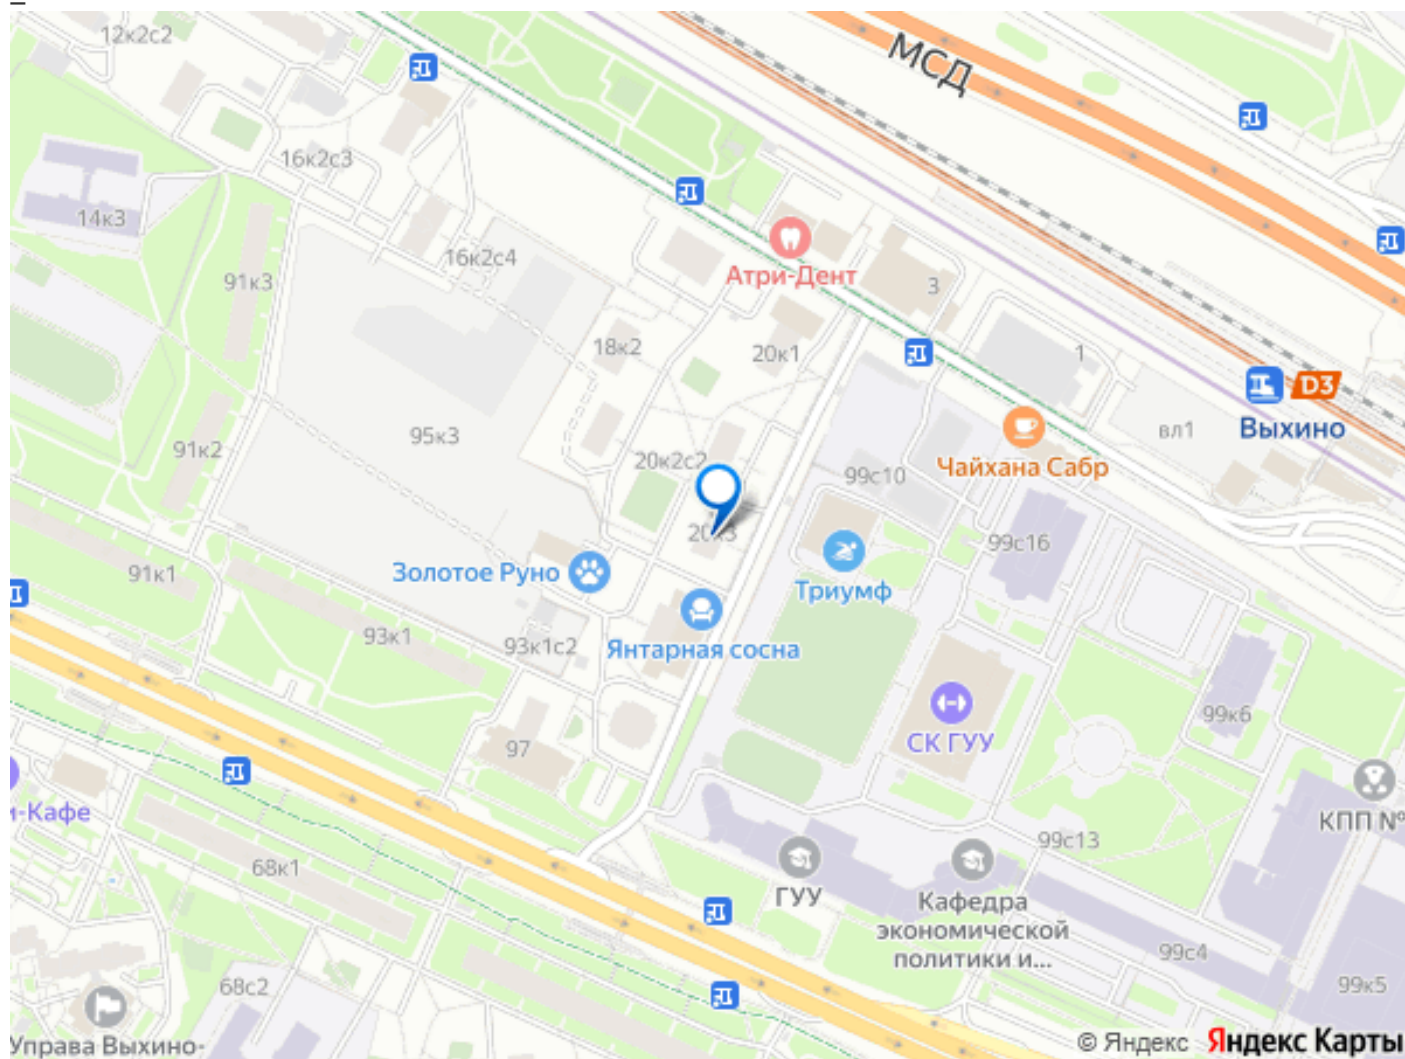 12к2с2
МСД
16к2с3
14к3
16к2с4
91к3
Атри-Дент
3
18к2
20к1
1
D3
Выхино
вл1
95к3
91к2
20к2с2
99с10
Чайхана Сабр
20к3
99с16
91к1
Золотое Руно
Триумф
93к1
93к1с2
Янтарная сосна
99к6
97
СК ГУУ
и-Кафе
КПП №
99с13
68к1
ГУУ
Кафедра
экономической
политики и...
99с4
68с2
99к5
Управа Выхино-
© Яндекс Яндекс Карты